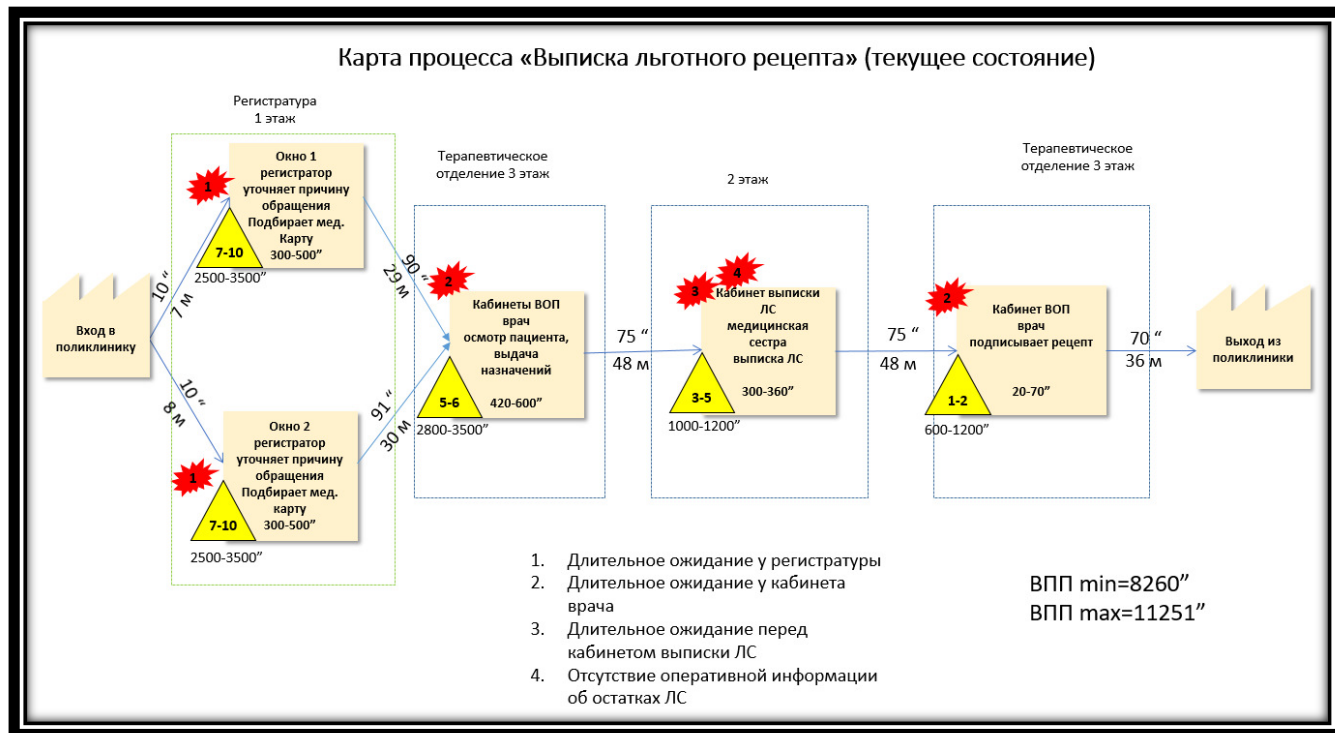 Карта процесса «Выписка льготного рецепта» (текущее состояние)
Регистратура
1 этаж
Терапевтическое
отделение 3 этаж
2 этаж
Терапевтическое
отделение 3 этаж
Вход в
поликлинику
10 “
7 м
10 “
8 м
1
Окно 1
регистратор
уточняет причину
обращения
Подбирает мед.
Карту
300-500”
7-10
2500-3500”
1
Окно 2
регистратор
уточняет причину
обращения
Подбирает мед.
карту
300-500”
7-10
2500-3500”
90 “
29 м
91 “
30 м
2
Кабинеты ВОП
врач
осмотр пациента,
выдача
назначений
420-600”
5-6
2800-3500”
75 “
48 м
3
4
Кабинет выписки
ЛС
медицинская
сестра
выписка ЛС
300-360”
3-5
1000-1200”
75 “
48 м
2
Кабинет ВОП
врач
подписывает рецепт
20-70”
1-2
600-1200”
70 “
36 м
Выход из
поликлиники
1. Длительное ожидание у регистратуры
2. Длительное ожидание у кабинета
врача
3. Длительное ожидание перед
кабинетом выписки ЛС
4. Отсутствие оперативной информации
об остатках ЛС
ВПП min=8260”
ВПП max=11251”